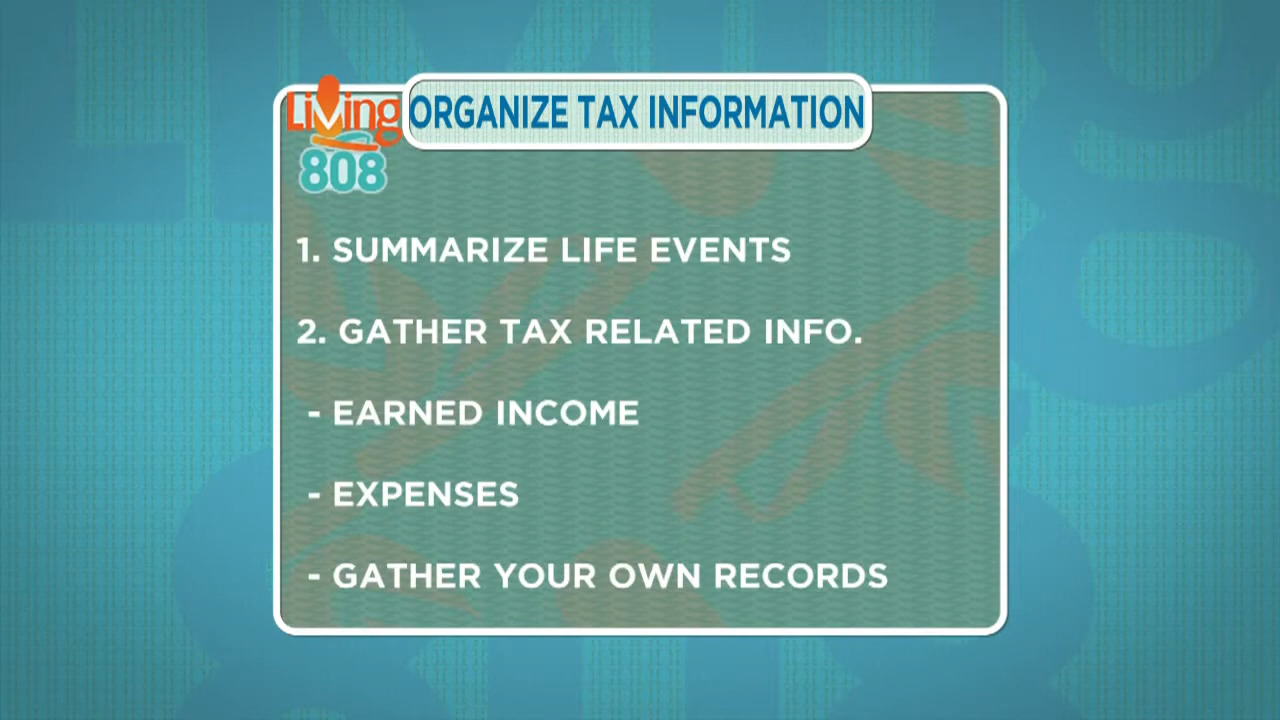 Living
808
ORGANIZE TAX INFORMATION
1. SUMMARIZE LIFE EVENTS
2. GATHER TAX RELATED INFO.
- EARNED INCOME
- EXPENSES
- GATHER YOUR OWN RECORDS